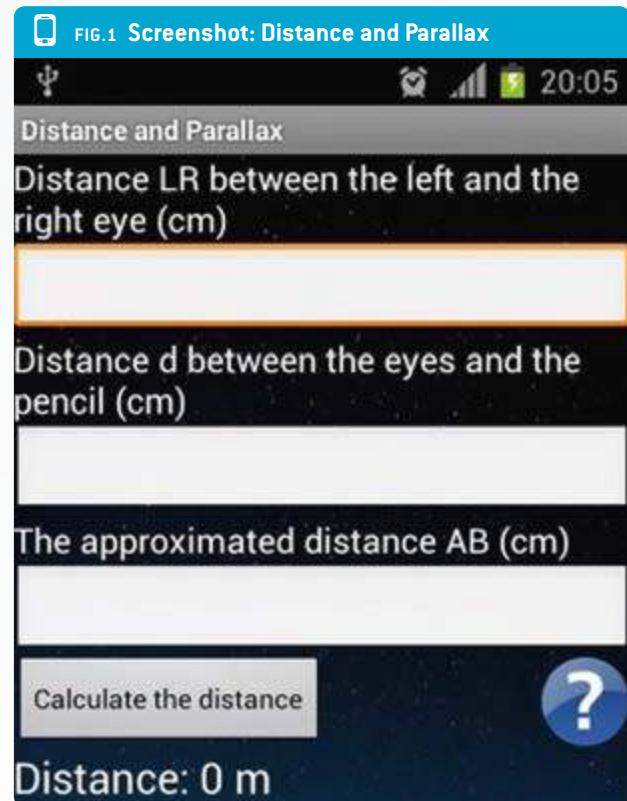 FIG.1 Screenshot: Distance and Parallax
20:05
Distance and Parallax
Distance LR between the left and the
right eye (cm)
Distance d between the eyes and the
pencil (cm)
The approximated distance AB (cm)
Calculate the distance
?
Distance: 0 m